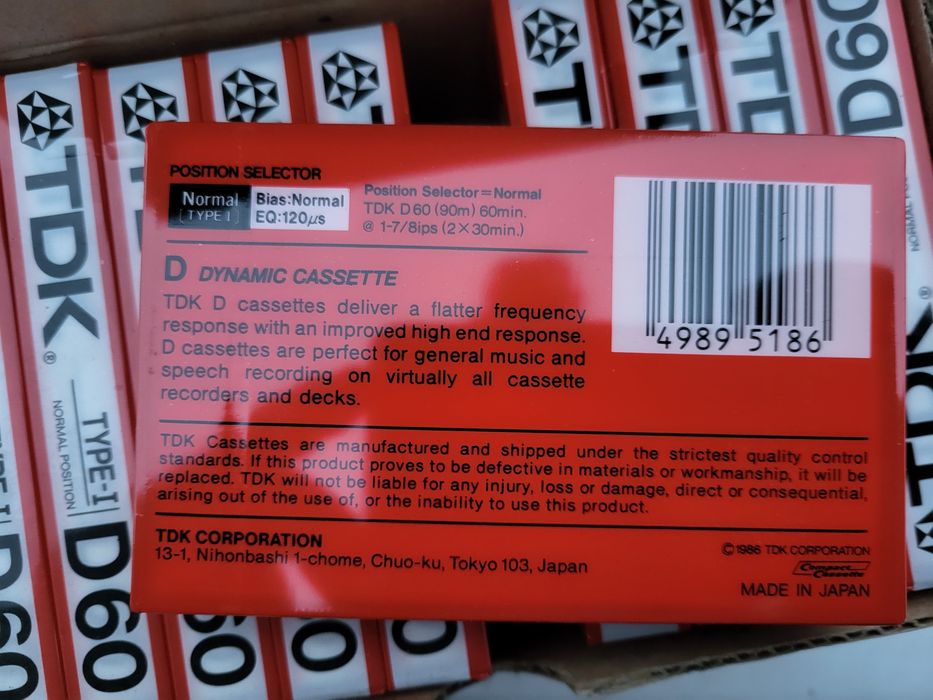 POSITION SELECTOR
Normal
[TYPE I]
Bias:Normal
EQ:120μs
Position Selector=Normal
TDK D60 (90m) 60min.
@ 1-7/8ips (2×30min.)
D DYNAMIC CASSETTE
TDK D cassettes deliver a flatter frequency
response with an improved high end response.
D cassettes are perfect for general music and
speech recording on virtually all cassette
recorders and decks.
4989 5186
TDK Cassettes are manufactured and shipped under the strictest quality control
standards. If this product proves to be defective in materials or workmanship, it will be
replaced. TDK will not be liable for any injury, loss or damage, direct or consequential,
arising out of the use of, or the inability to use this product.
TDK CORPORATION
13-1, Nihonbashi 1-chome, Chuo-ku, Tokyo 103, Japan
©1986 TDK CORPORATION
Compact
Cassette
MADE IN JAPAN
TDK®
TYPE-I
NORMAL POSITION
D60
D60
D60